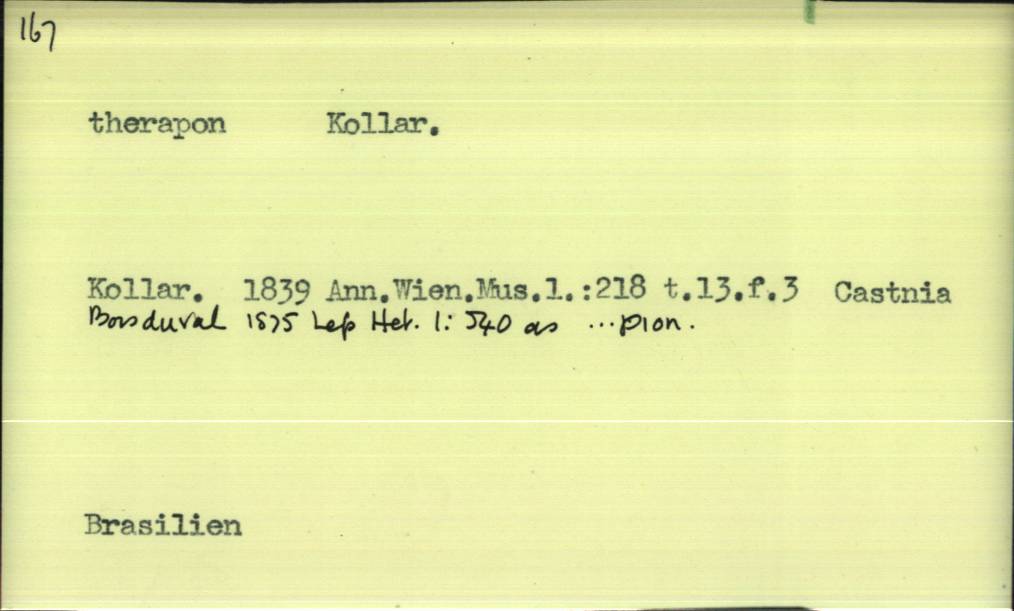 167
therapon Kollar.
Kollar. 1839 Ann.Wien.Mus.1.:218 t.13.f.3 Castnia
Boisduval 1875 Lep Het. 1: 540 as ...pion.
Brasilien